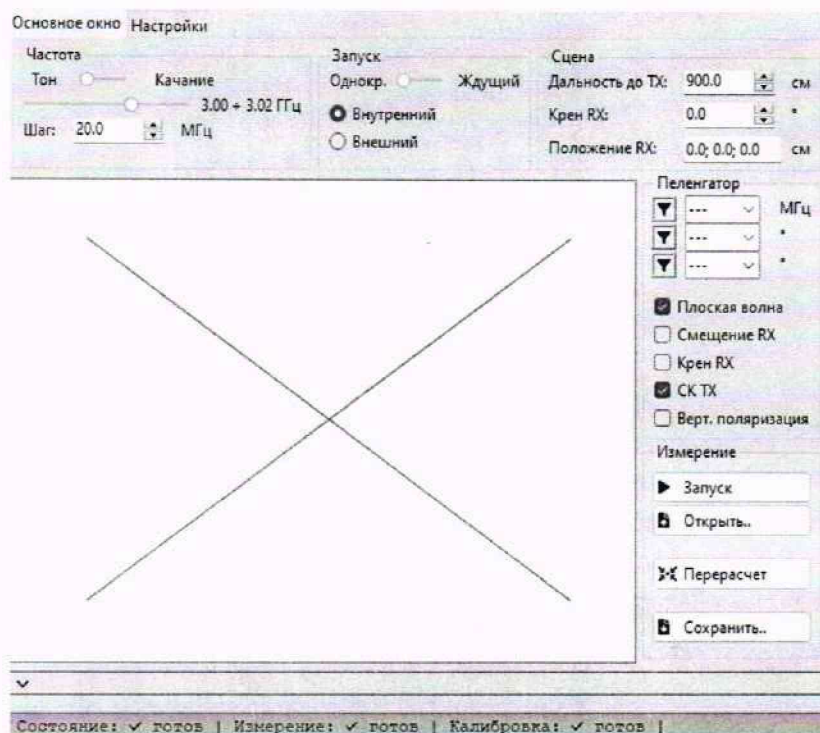 Основное окно Настройки
Частота
Тон Качание
3.00 ÷ 3.02 ГГц
Шаг: 20.0 МГц
Запуск
Однокр. Ждущий
Внутренний
Внешний
Сцена
Дальность до TX: 900.0 см
Крен RX: 0.0 °
Положение RX: 0.0; 0.0; 0.0 см
Пеленгатор
--- МГц
--- °
--- °
Плоская волна
Смещение RX
Крен RX
СК TX
Верт. поляризация
Измерение
Запуск
Открыть..
Перерасчет
Сохранить..
Состояние: ✓ готов | Измерение: ✓ готов | Калибровка: ✓ готов |